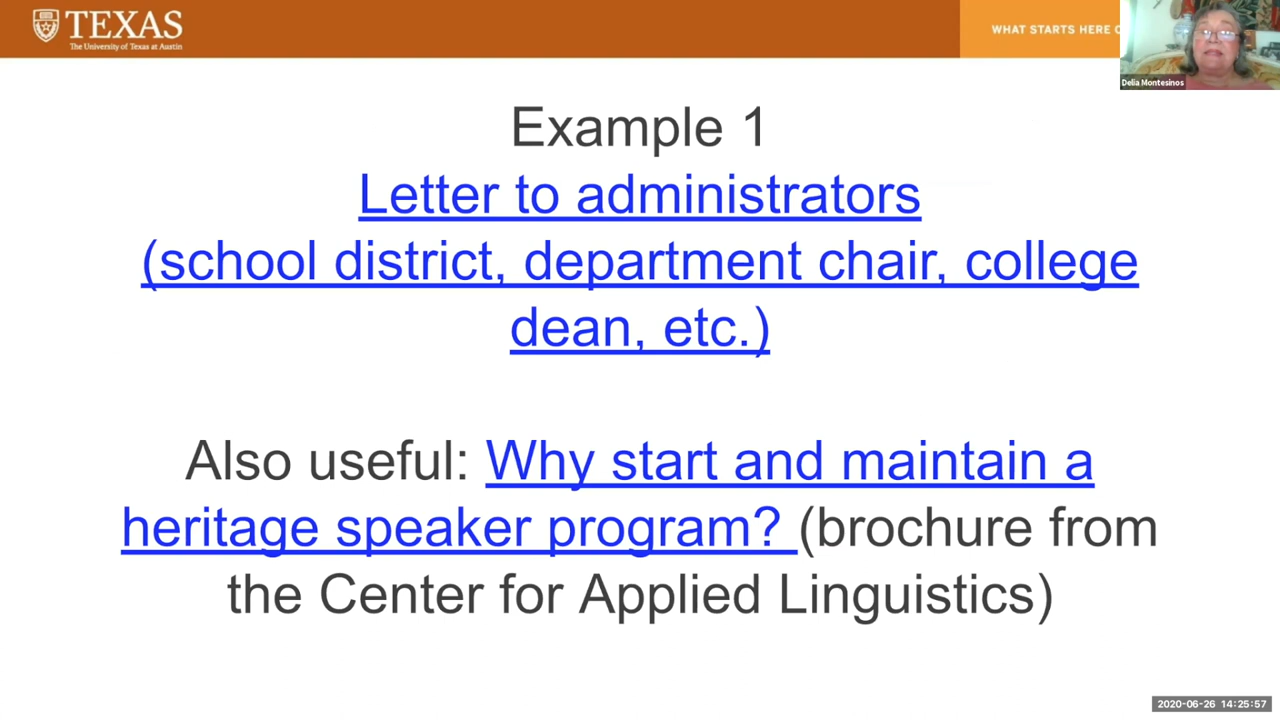 TEXAS
The University of Texas at Austin
WHAT STARTS HERE
Delia Montesinos
Example 1
Letter to administrators
(school district, department chair, college
dean, etc.)
Also useful: Why start and maintain a
heritage speaker program? (brochure from
the Center for Applied Linguistics)
2020-06-26 14:25:57